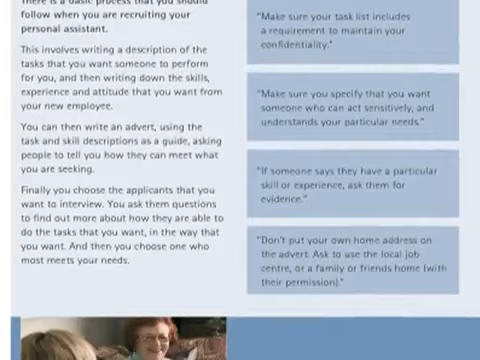 There is a basic process that you should
follow when you are recruiting your
personal assistant.
This involves writing a description of the
tasks that you want someone to perform
for you, and then writing down the skills,
experience and attitude that you want from
your new employee.
You can then write an advert, using the
task and skill descriptions as a guide, asking
people to tell you how they can meet what
you are seeking.
Finally you choose the applicants that you
want to interview. You ask them questions
to find out more about how they are able to
do the tasks that you want, in the way that
you want. And then you choose one who
most meets your needs.
"Make sure your task list includes
a requirement to maintain your
confidentiality."
"Make sure you specify that you want
someone who can act sensitively, and
understands your particular needs."
"If someone says they have a particular
skill or experience, ask them for
evidence."
"Don't put your own home address on
the advert. Ask to use the local job
centre, or a family or friends home (with
their permission)."